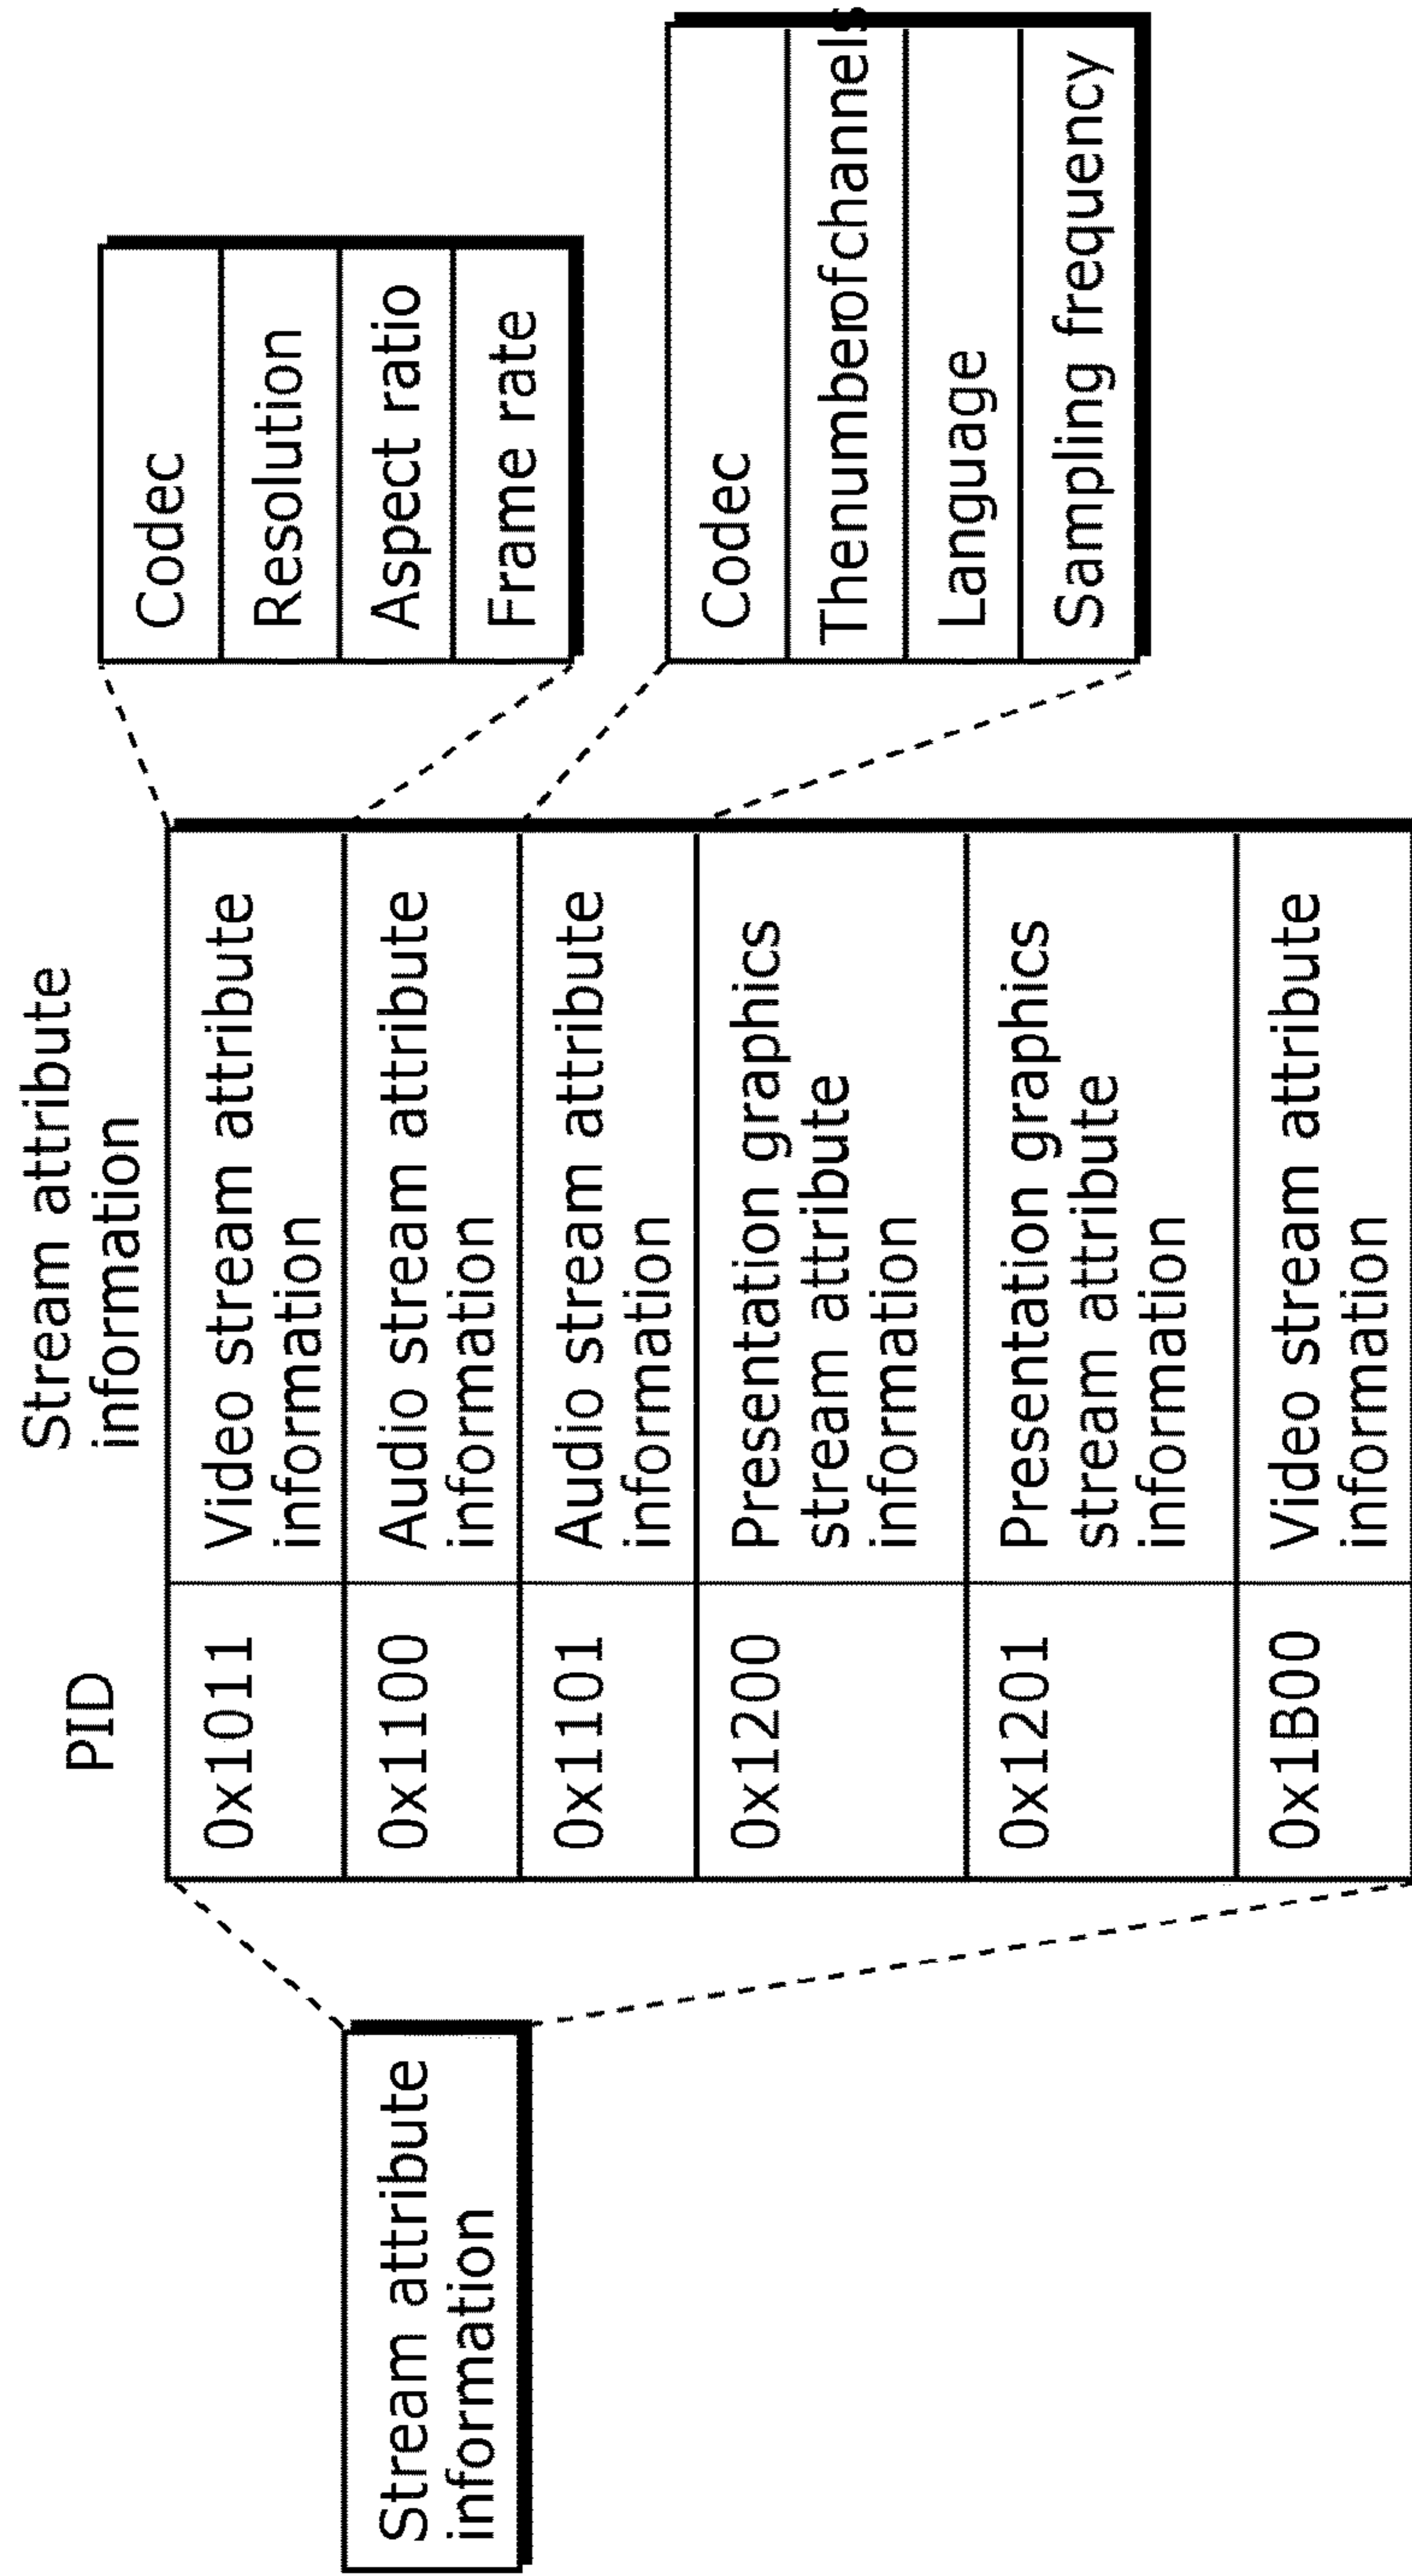 Stream attribute
information
PID
Stream attribute
information
0x1011
Video stream attribute
information
0x1100
Audio stream attribute
information
0x1101
Audio stream attribute
information
0x1200
Presentation graphics
stream attribute
information
0x1201
Presentation graphics
stream attribute
information
0x1B00
Video stream attribute
information
Codec
Resolution
Aspect ratio
Frame rate
Codec
Thenumberofchannels
Language
Sampling frequency